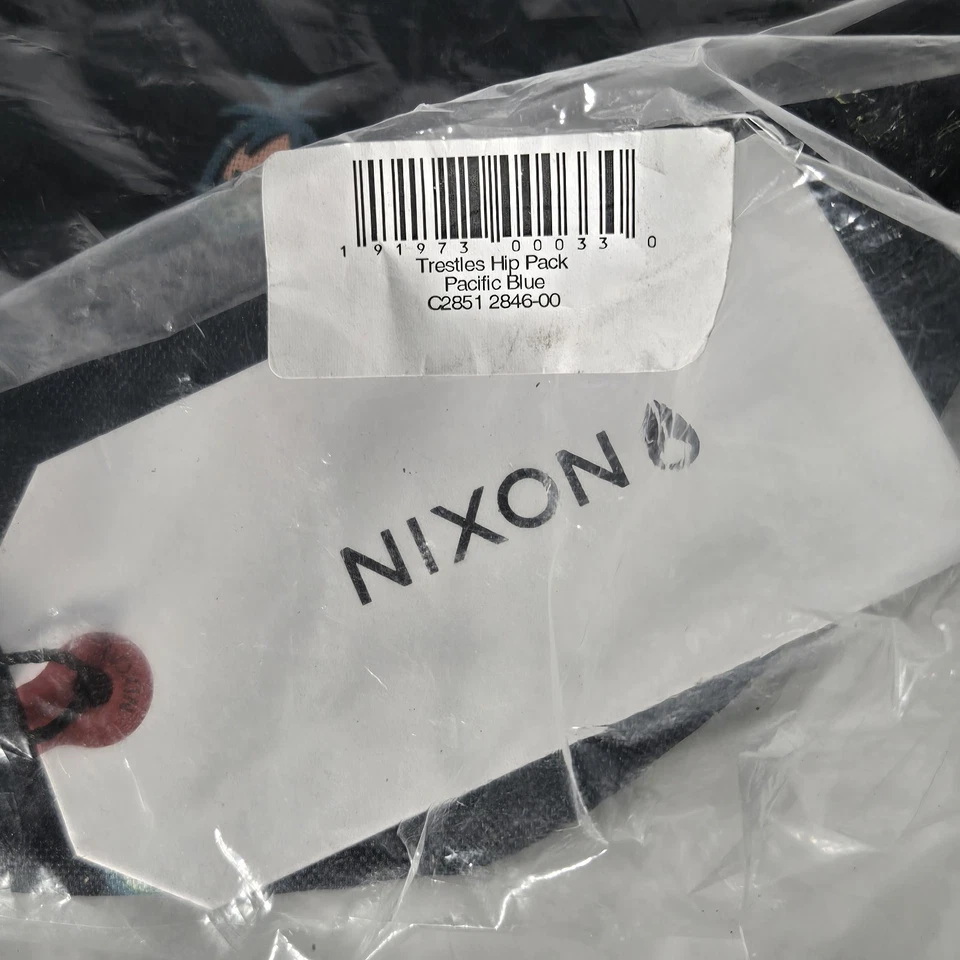 1 91973 00033 0
Trestles Hip Pack
Pacific Blue
C2851 2846-00
NIXON